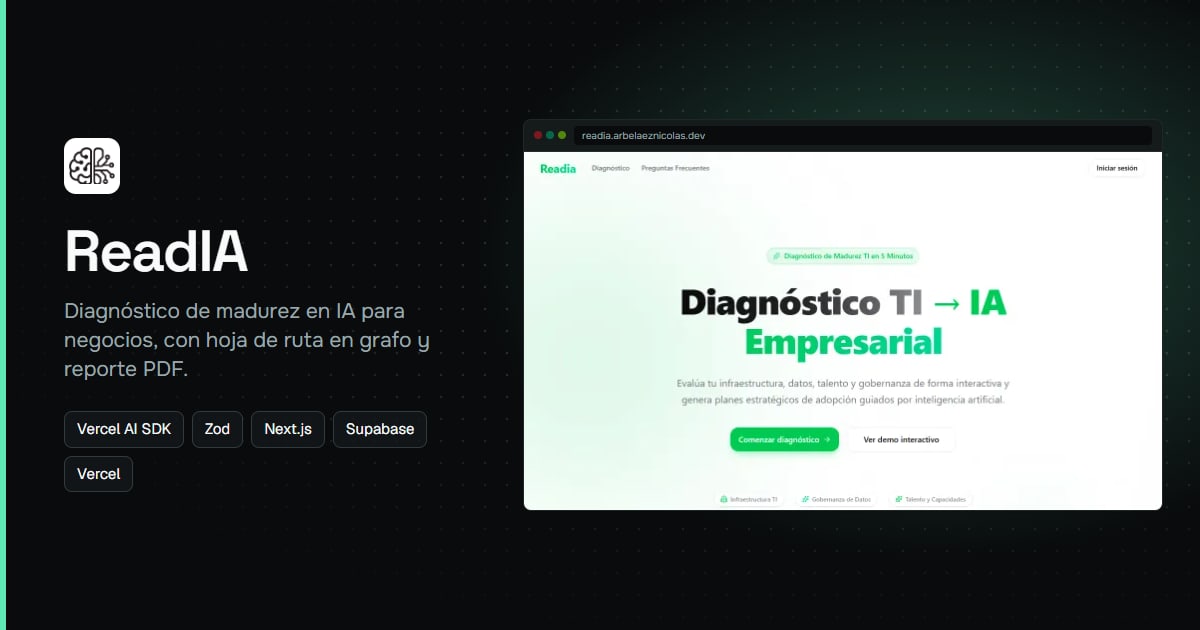 ReadIA
Diagnóstico de madurez en IA para
negocios, con hoja de ruta en grafo y
reporte PDF.
Vercel AI SDK
Zod
Next.js
Supabase
Vercel
readia.arbelaeznicolas.dev
Readia
Diagnóstico
Preguntas Frecuentes
Iniciar sesión
Diagnóstico de Madurez TI en 5 Minutos
Diagnóstico TI → IA
Empresarial
Evalúa tu infraestructura, datos, talento y gobernanza de forma interactiva y
genera planes estratégicos de adopción guiados por inteligencia artificial.
Comenzar diagnóstico →
Ver demo interactivo
Infraestructura TI
Gobernanza de Datos
Talento y Capacidades